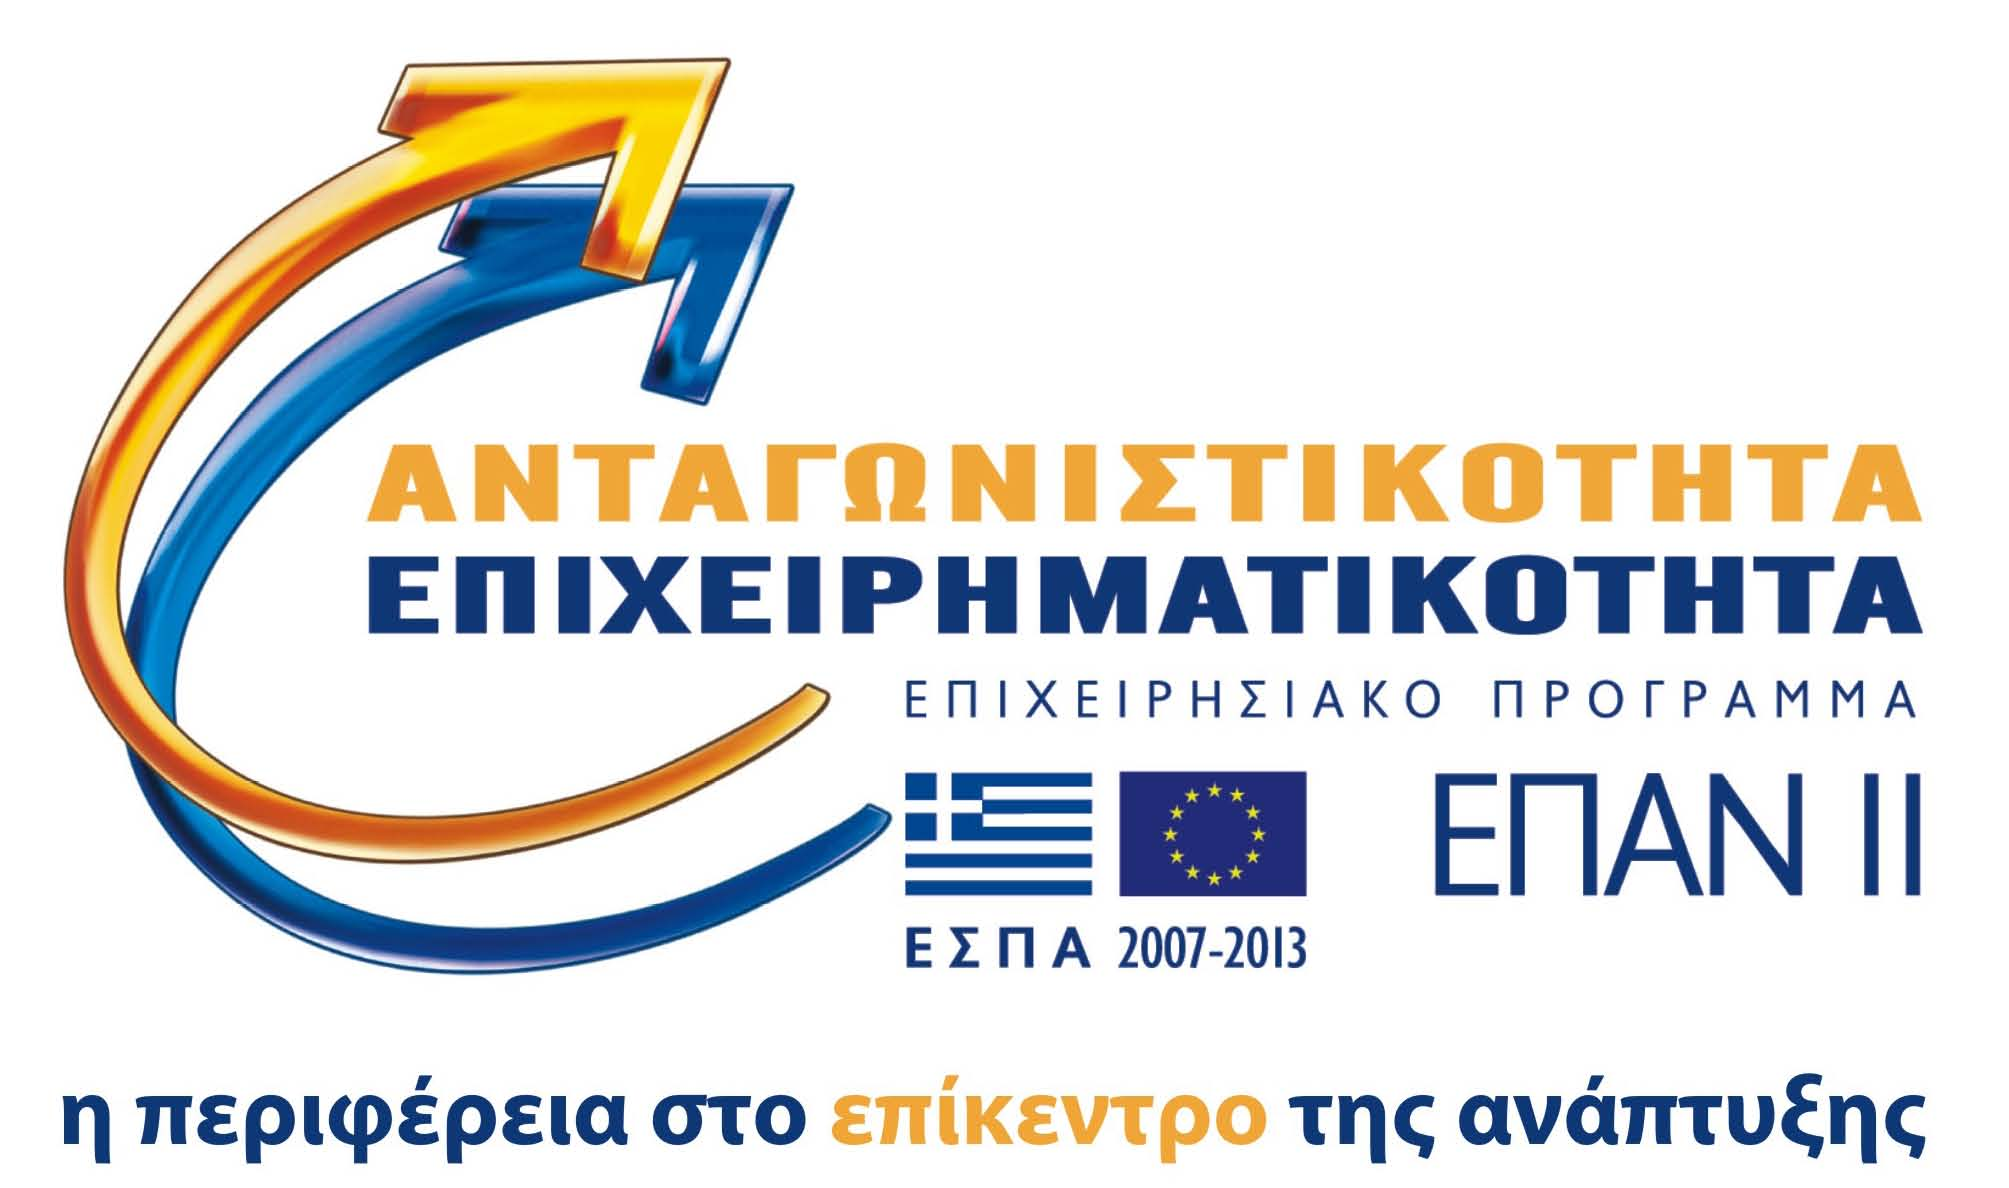 ΑΝΤΑΓΩΝΙΣΤΙΚΟΤΗΤΑ
ΕΠΙΧΕΙΡΗΜΑΤΙΚΟΤΗΤΑ
ΕΠΙΧΕΙΡΗΣΙΑΚΟ ΠΡΟΓΡΑΜΜΑ
ΕΠΑΝ ΙΙ
ΕΣΠΑ 2007-2013
η περιφέρεια στο επίκεντρο της ανάπτυξης